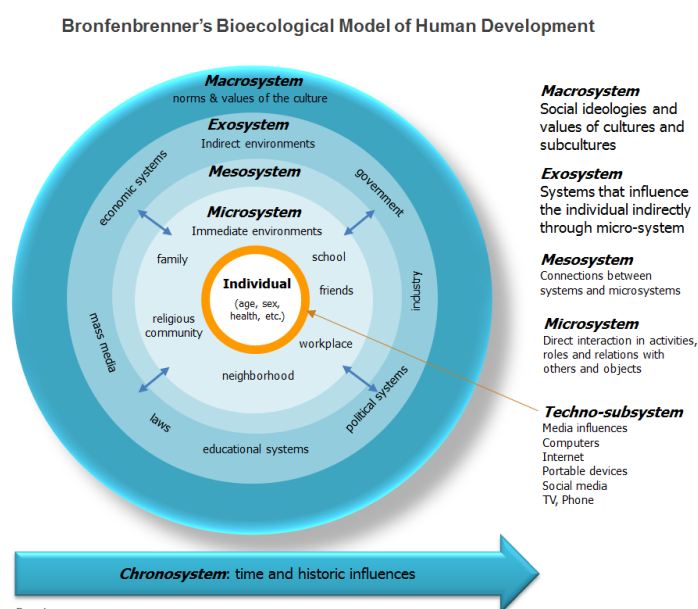 Bronfenbrenner's Bioecological Model of Human Development
Macrosystem
norms & values of the culture
Exosystem
Indirect environments
Mesosystem
Microsystem
Immediate environments
economic systems
government
family
school
Individual
(age, sex,
health, etc.)
friends
industry
religious
community
workplace
mass media
neighborhood
political systems
laws
educational systems
Macrosystem
Social ideologies and
values of cultures and
subcultures
Exosystem
Systems that influence
the individual indirectly
through micro-system
Mesosystem
Connections between
systems and microsystems
Microsystem
Direct interaction in activities,
roles and relations with
others and objects
Techno-subsystem
Media influences
Computers
Internet
Portable devices
Social media
TV, Phone
Chronosystem: time and historic influences